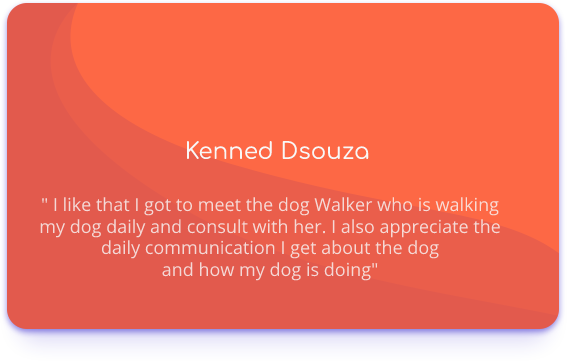 Kenned Dsouza
" I like that I got to meet the dog Walker who is walking
my dog daily and consult with her. I also appreciate the
daily communication I get about the dog
and how my dog is doing"